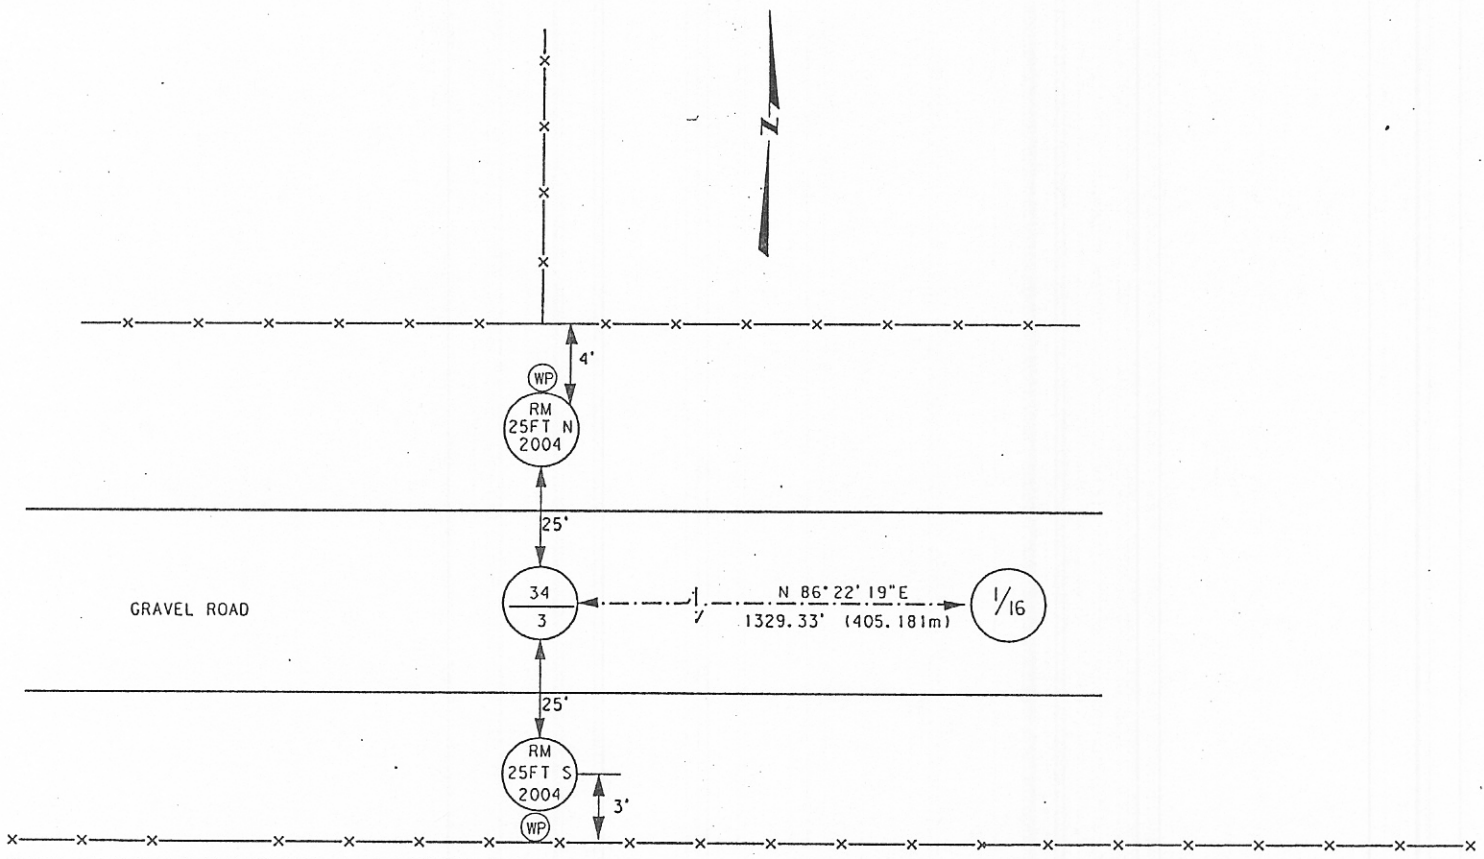 N
4'
WP
RM
25FT N
2004
25'
34
3
N 86°22'19"E
1329.33' (405.181m)
1/16
GRAVEL ROAD
25'
RM
25FT S
2004
3'
WP